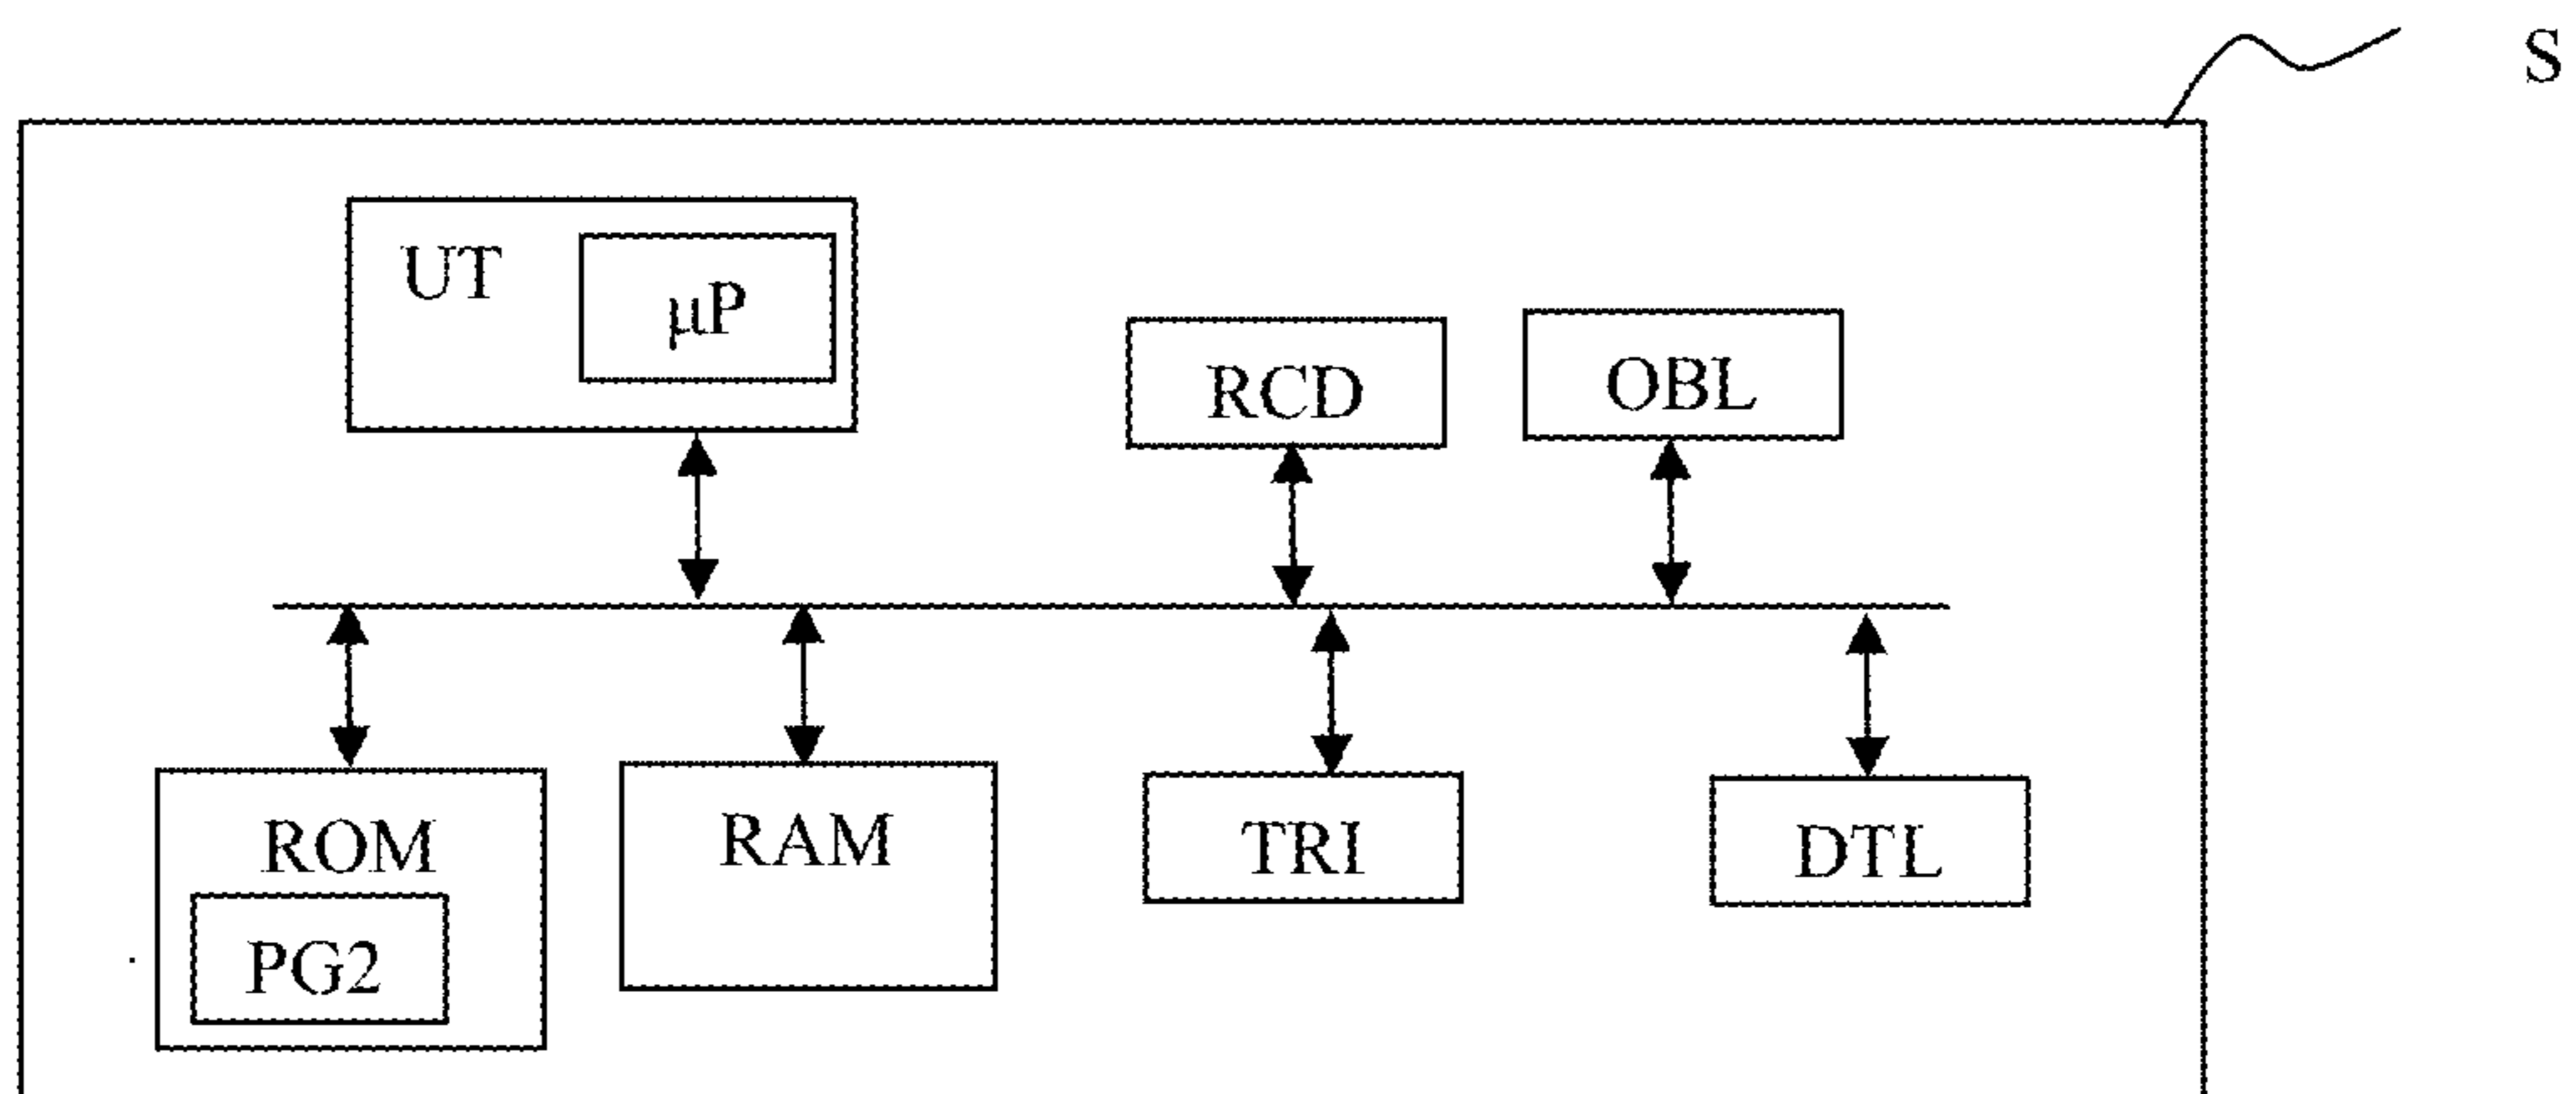 S
UT
μP
RCD
OBL
ROM
RAM
TRI
DTL
PG2